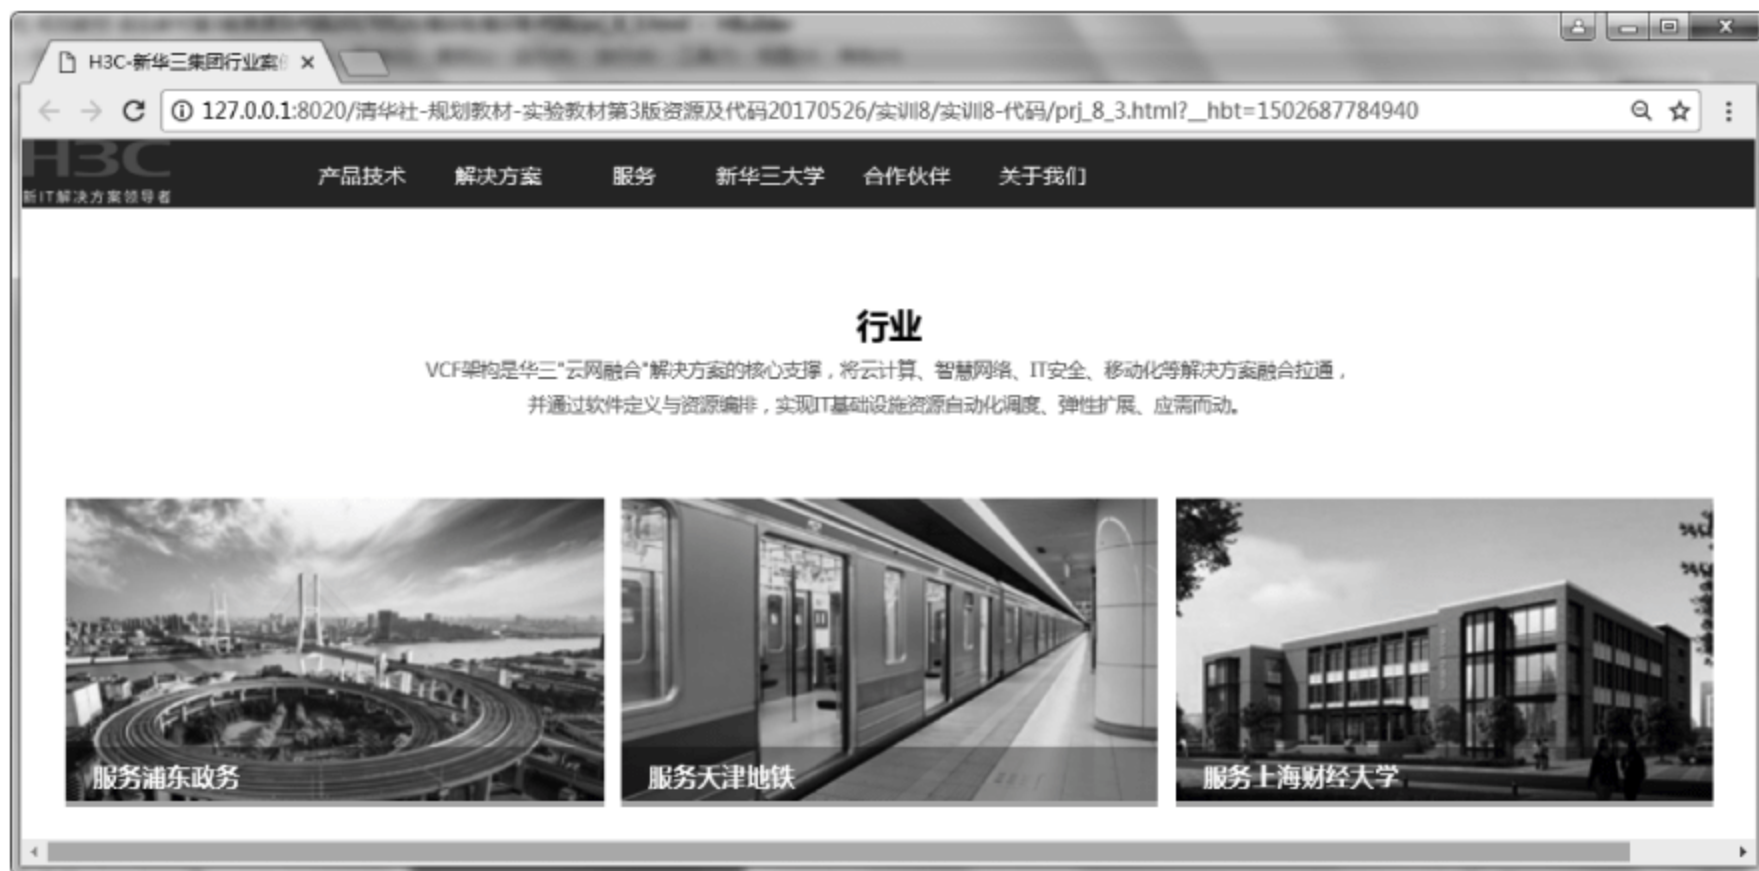 H3C-新华三集团行业案
127.0.0.1:8020/清华社-规划教材-实验教材第3版资源及代码20170526/实训8/实训8-代码/prj_8_3.html?__hbt=1502687784940
H3C
新IT解决方案领导者
产品技术 解决方案 服务 新华三大学 合作伙伴 关于我们
行业
VCF架构是华三"云网融合"解决方案的核心支撑，将云计算、智慧网络、IT安全、移动化等解决方案融合拉通，
并通过软件定义与资源编排，实现IT基础设施资源自动化调度、弹性扩展、应需而动。
服务浦东政务 服务天津地铁 服务上海财经大学